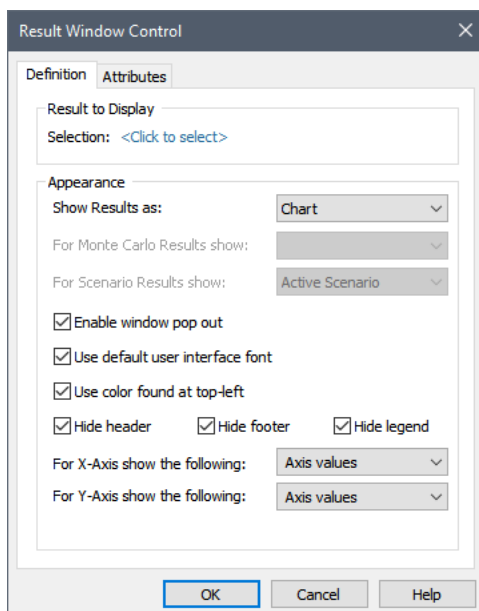 Result Window Control
Definition Attributes
Result to Display
Selection: <Click to select>
Appearance
Show Results as: Chart
For Monte Carlo Results show:
For Scenario Results show: Active Scenario
Enable window pop out
Use default user interface font
Use color found at top-left
Hide header Hide footer Hide legend
For X-Axis show the following: Axis values
For Y-Axis show the following: Axis values
OK Cancel Help